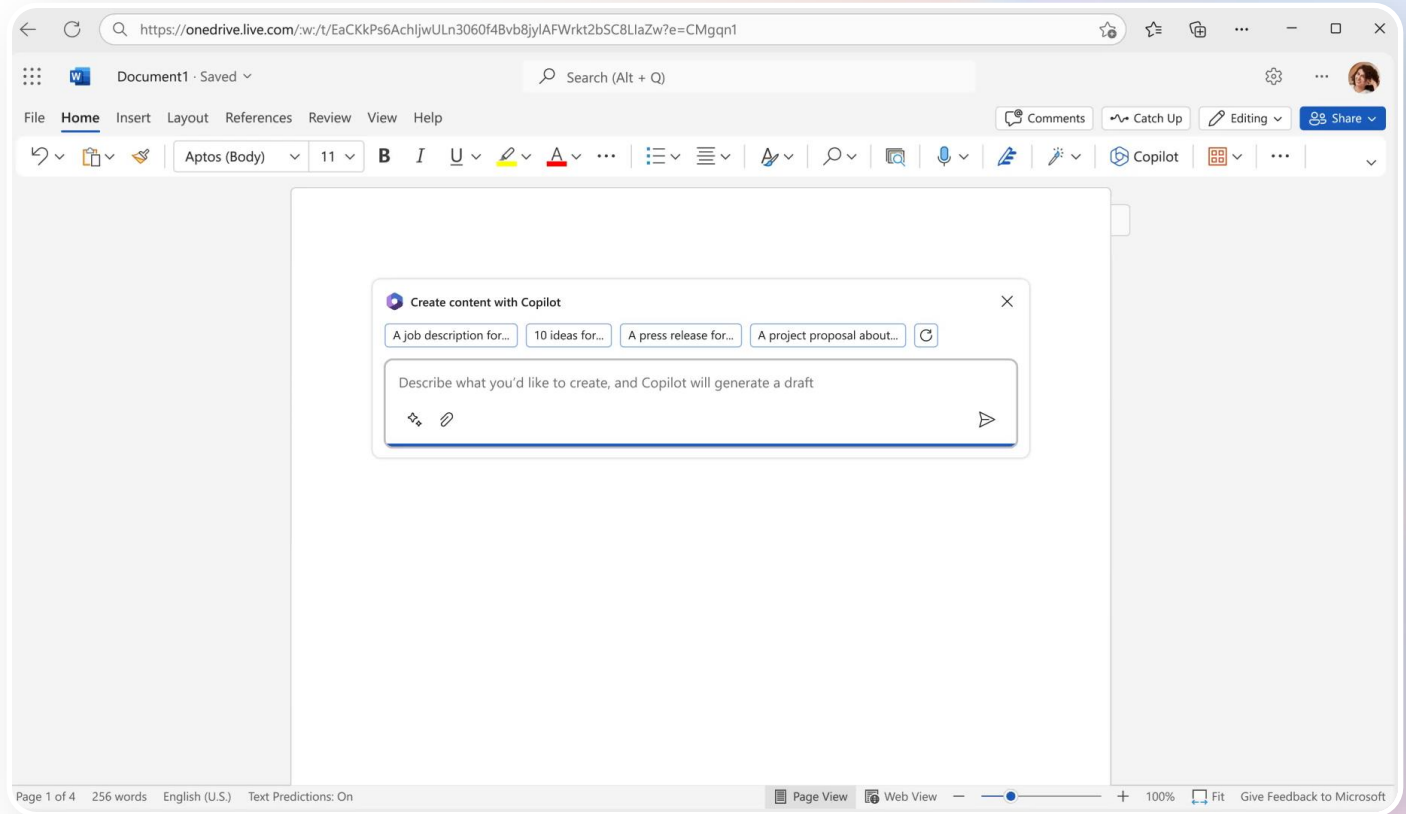 https://onedrive.live.com/:w:/t/EaCKkPs6AchIjwULn3060f4Bvb8jylAFWrkt2bSC8LIaZw?e=CMgqn1
W Document1 · Saved Search (Alt + Q)
File Home Insert Layout References Review View Help Comments Catch Up Editing Share
Aptos (Body) 11 B I U A A Copilot
Create content with Copilot
A job description for... 10 ideas for... A press release for... A project proposal about...
Describe what you'd like to create, and Copilot will generate a draft
Page 1 of 4 256 words English (U.S.) Text Predictions: On Page View Web View 100% Fit Give Feedback to Microsoft